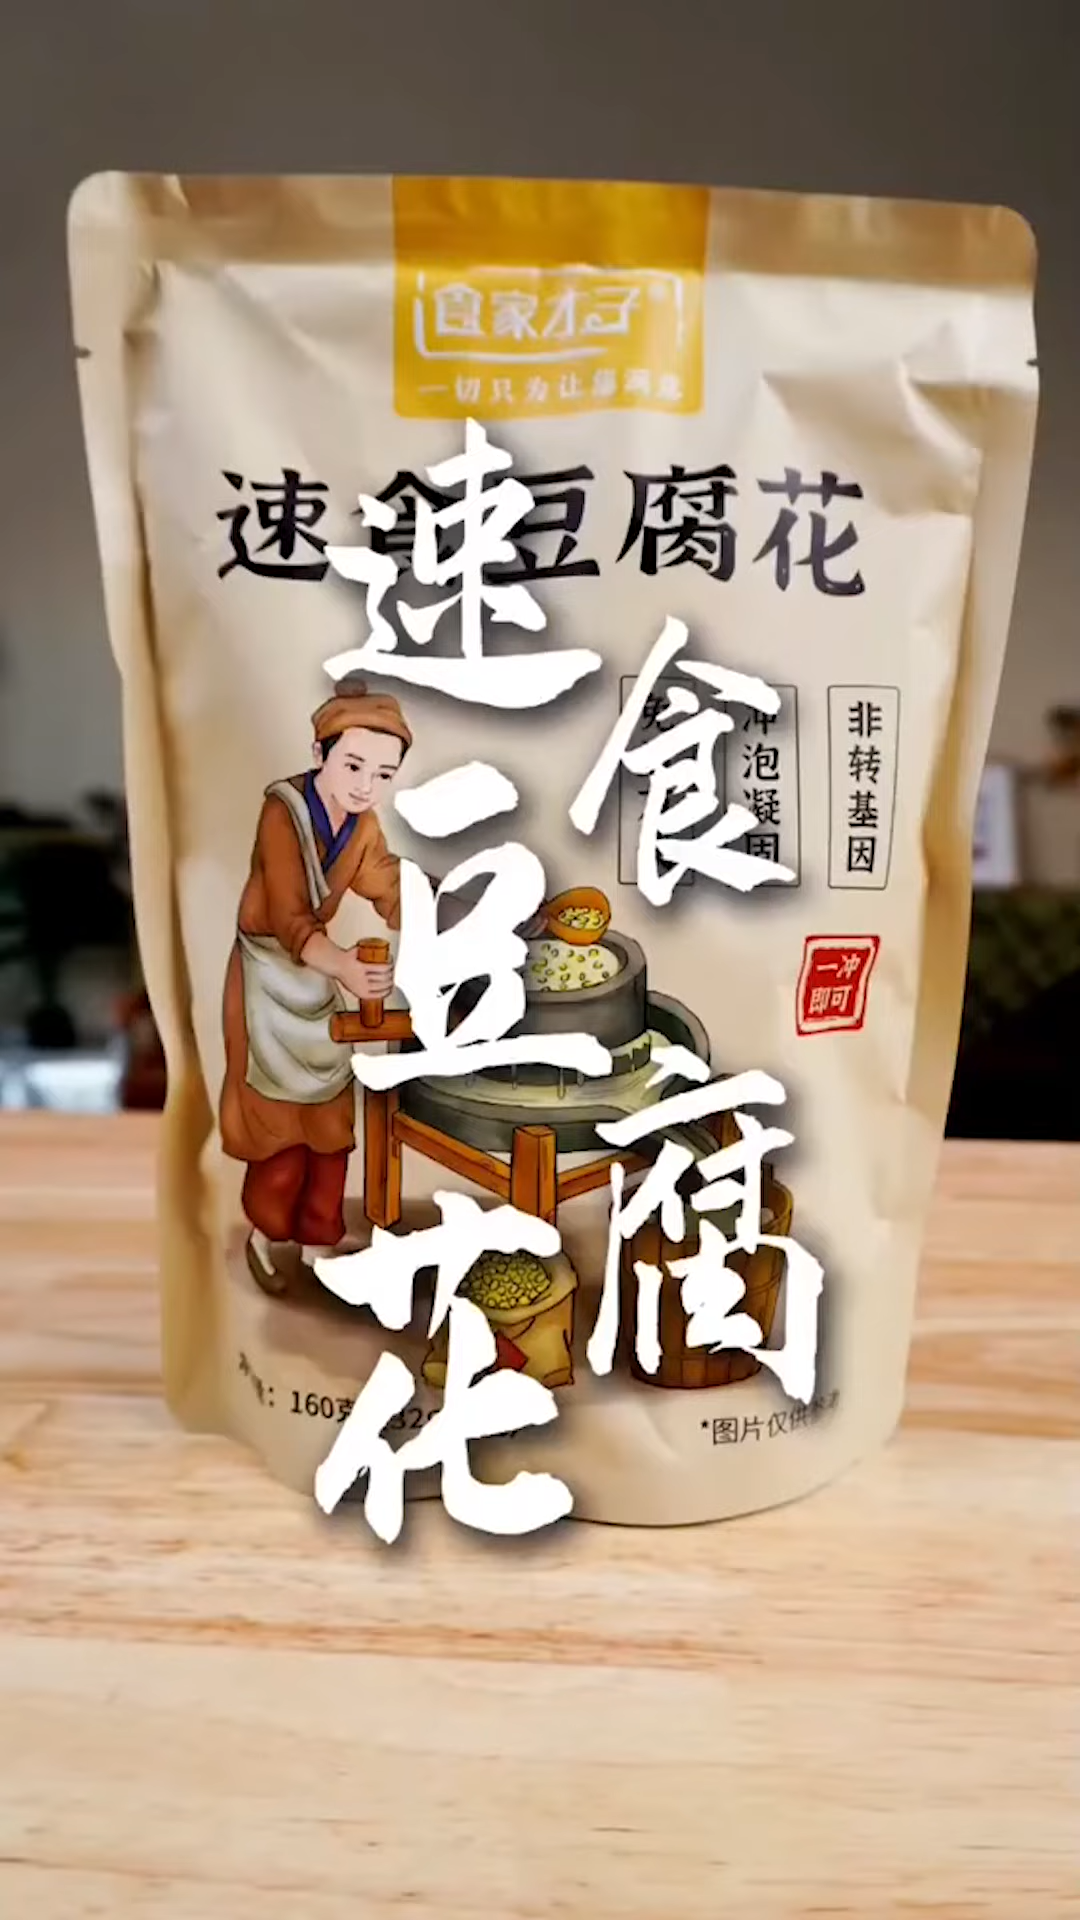 食家才子
一切只为让您满意
速食豆腐花
速食豆腐花
冲泡凝固
非转基因
一冲
即可
160克
*图片仅供参考